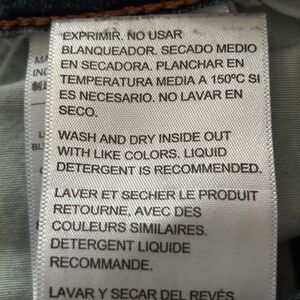 EXPRIMIR. NO USAR
BLANQUEADOR. SECADO MEDIO
EN SECADORA. PLANCHAR EN
TEMPERATURA MEDIA A 150ºC SI
ES NECESARIO. NO LAVAR EN
SECO.
WASH AND DRY INSIDE OUT
WITH LIKE COLORS. LIQUID
DETERGENT IS RECOMMENDED.
LAVER ET SECHER LE PRODUIT
RETOURNE, AVEC DES
COULEURS SIMILAIRES.
DETERGENT LIQUIDE
RECOMMANDE.
LAVAR Y SECAR DEL REVÉS
MA
IND